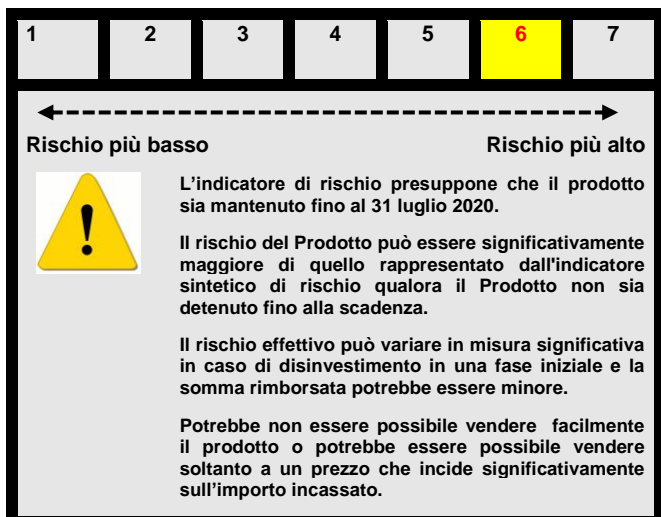 1 2 3 4 5 6 7
Rischio più basso Rischio più alto
L'indicatore di rischio presuppone che il prodotto
sia mantenuto fino al 31 luglio 2020.
Il rischio del Prodotto può essere significativamente
maggiore di quello rappresentato dall'indicatore
sintetico di rischio qualora il Prodotto non sia
detenuto fino alla scadenza.
Il rischio effettivo può variare in misura significativa
in caso di disinvestimento in una fase iniziale e la
somma rimborsata potrebbe essere minore.
Potrebbe non essere possibile vendere facilmente
il prodotto o potrebbe essere possibile vendere
soltanto a un prezzo che incide significativamente
sull'importo incassato.